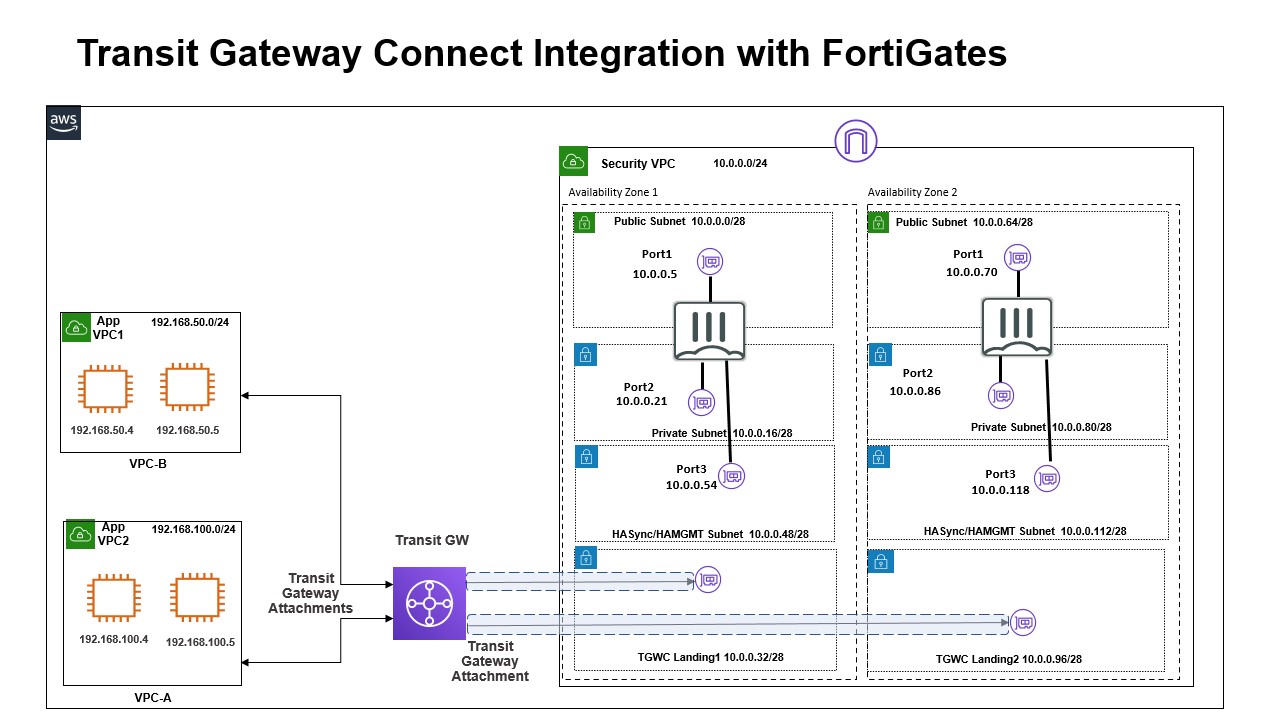 Transit Gateway Connect Integration with FortiGates
aws
Security VPC 10.0.0.0/24
Availability Zone 1
Availability Zone 2
Public Subnet 10.0.0.0/28
Port1
10.0.0.5
Port2
10.0.0.21
Private Subnet 10.0.0.16/28
Port3
10.0.0.54
HASync/HAMGMT Subnet 10.0.0.48/28
TGWC Landing1 10.0.0.32/28
Public Subnet 10.0.0.64/28
Port1
10.0.0.70
Port2
10.0.0.86
Private Subnet 10.0.0.80/28
Port3
10.0.0.118
HASync/HAMGMT Subnet 10.0.0.112/28
TGWC Landing2 10.0.0.96/28
App
VPC1
192.168.50.0/24
192.168.50.4
192.168.50.5
VPC-B
App
VPC2
192.168.100.0/24
192.168.100.4
192.168.100.5
VPC-A
Transit
Gateway
Attachments
Transit GW
Transit
Gateway
Attachment